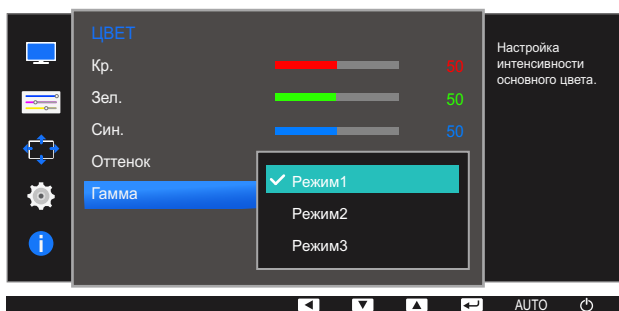 ЦВЕТ
Кр. 50
Зел. 50
Син. 50
Оттенок
Гамма
Режим1
Режим2
Режим3
Настройка
интенсивности
основного цвета.
AUTO